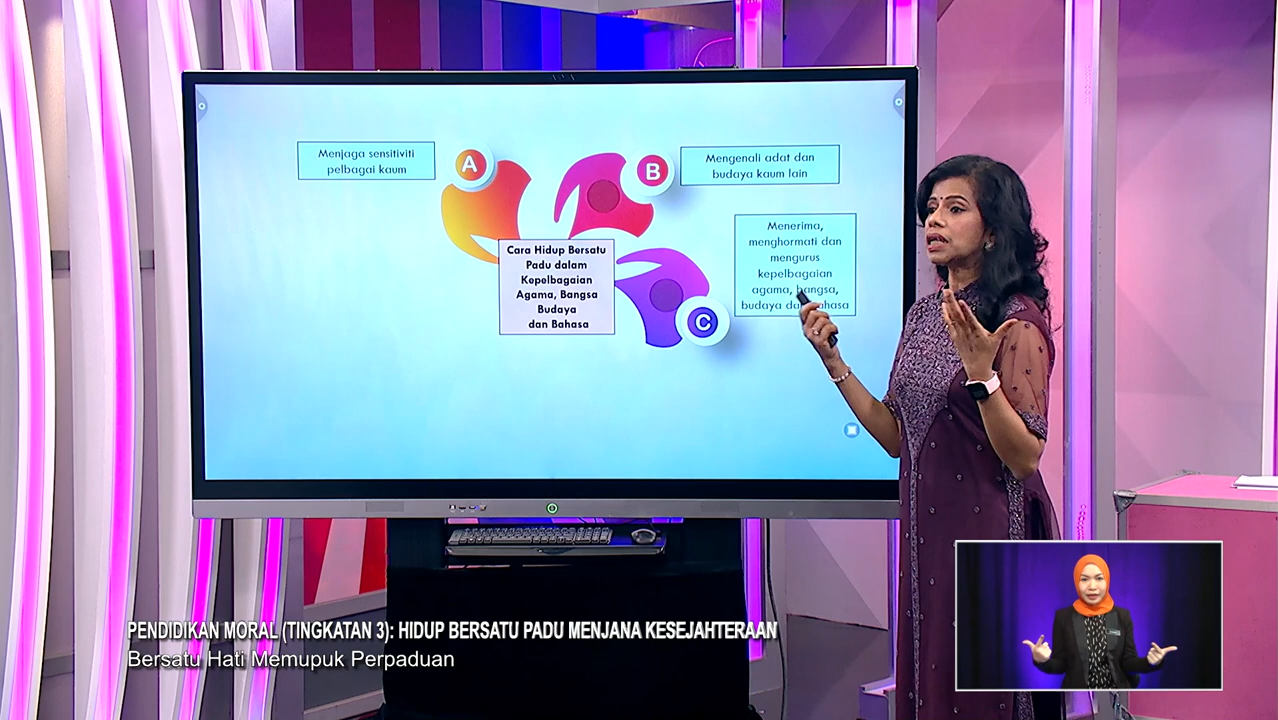 Menjaga sensitiviti
pelbagai kaum
A
B
Mengenali adat dan
budaya kaum lain
Menerima,
menghormati dan
mengurus
kepelbagaian
agama, bangsa,
budaya dan bahasa
Cara Hidup Bersatu
Padu dalam
Kepelbagaian
Agama, Bangsa
Budaya
dan Bahasa
C
PENDIDIKAN MORAL (TINGKATAN 3): HIDUP BERSATU PADU MENJANA KESEJAHTERAAN
Bersatu Hati Memupuk Perpaduan